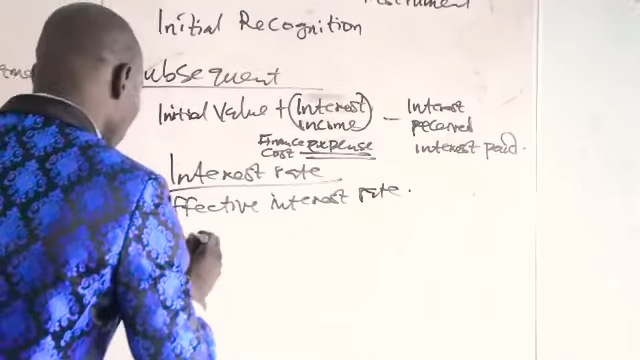 Instrument
Initial Recognition
ubsequent
Initial Value + (Interest income) - Interest received
Finance cost expense interest paid.
Interest rate
ffective interest rate.